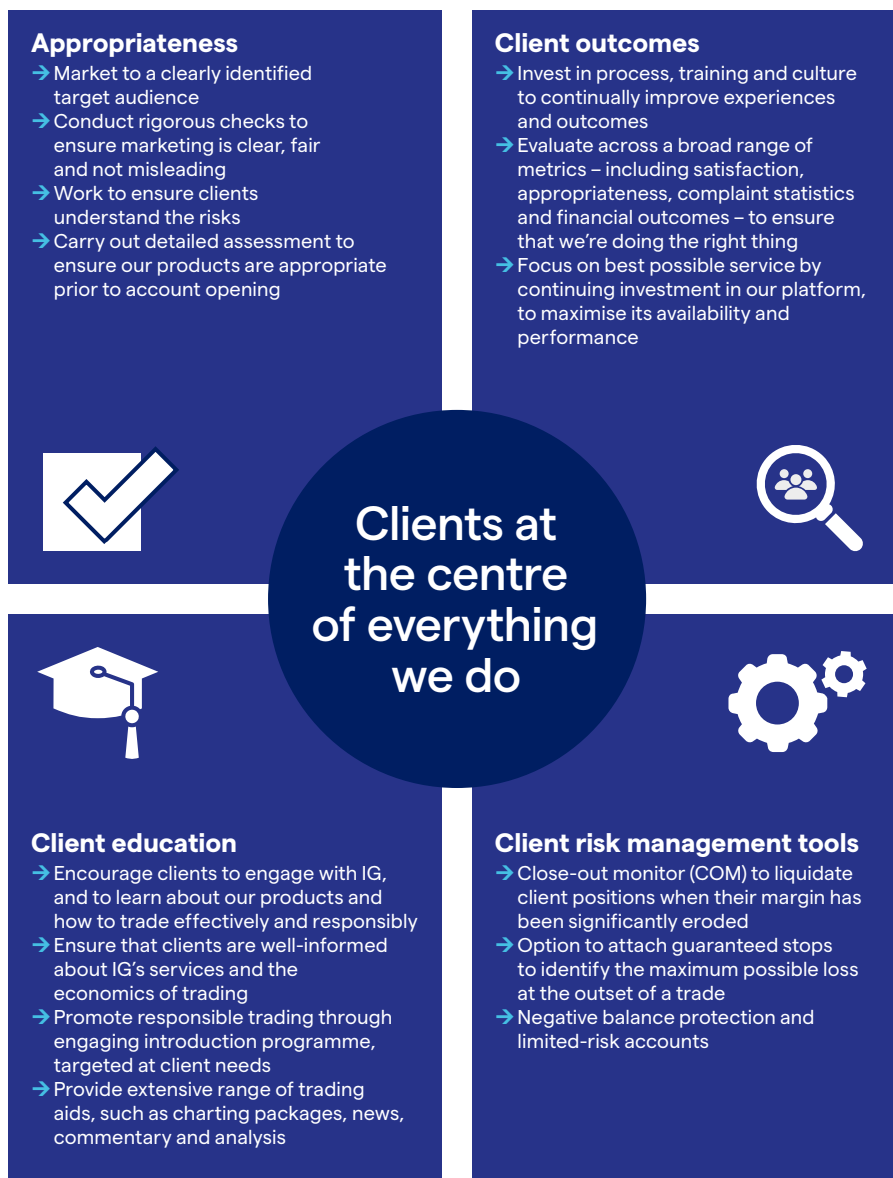 Appropriateness
→ Market to a clearly identified
target audience
→ Conduct rigorous checks to
ensure marketing is clear, fair
and not misleading
→ Work to ensure clients
understand the risks
→ Carry out detailed assessment to
ensure our products are appropriate
prior to account opening
Client outcomes
→ Invest in process, training and culture
to continually improve experiences
and outcomes
→ Evaluate across a broad range of
metrics – including satisfaction,
appropriateness, complaint statistics
and financial outcomes – to ensure
that we're doing the right thing
→ Focus on best possible service by
continuing investment in our platform,
to maximise its availability and
performance
Clients at
the centre
of everything
we do
Client education
→ Encourage clients to engage with IG,
and to learn about our products and
how to trade effectively and responsibly
→ Ensure that clients are well-informed
about IG's services and the
economics of trading
→ Promote responsible trading through
engaging introduction programme,
targeted at client needs
→ Provide extensive range of trading
aids, such as charting packages, news,
commentary and analysis
Client risk management tools
→ Close-out monitor (COM) to liquidate
client positions when their margin has
been significantly eroded
→ Option to attach guaranteed stops
to identify the maximum possible loss
at the outset of a trade
→ Negative balance protection and
limited-risk accounts